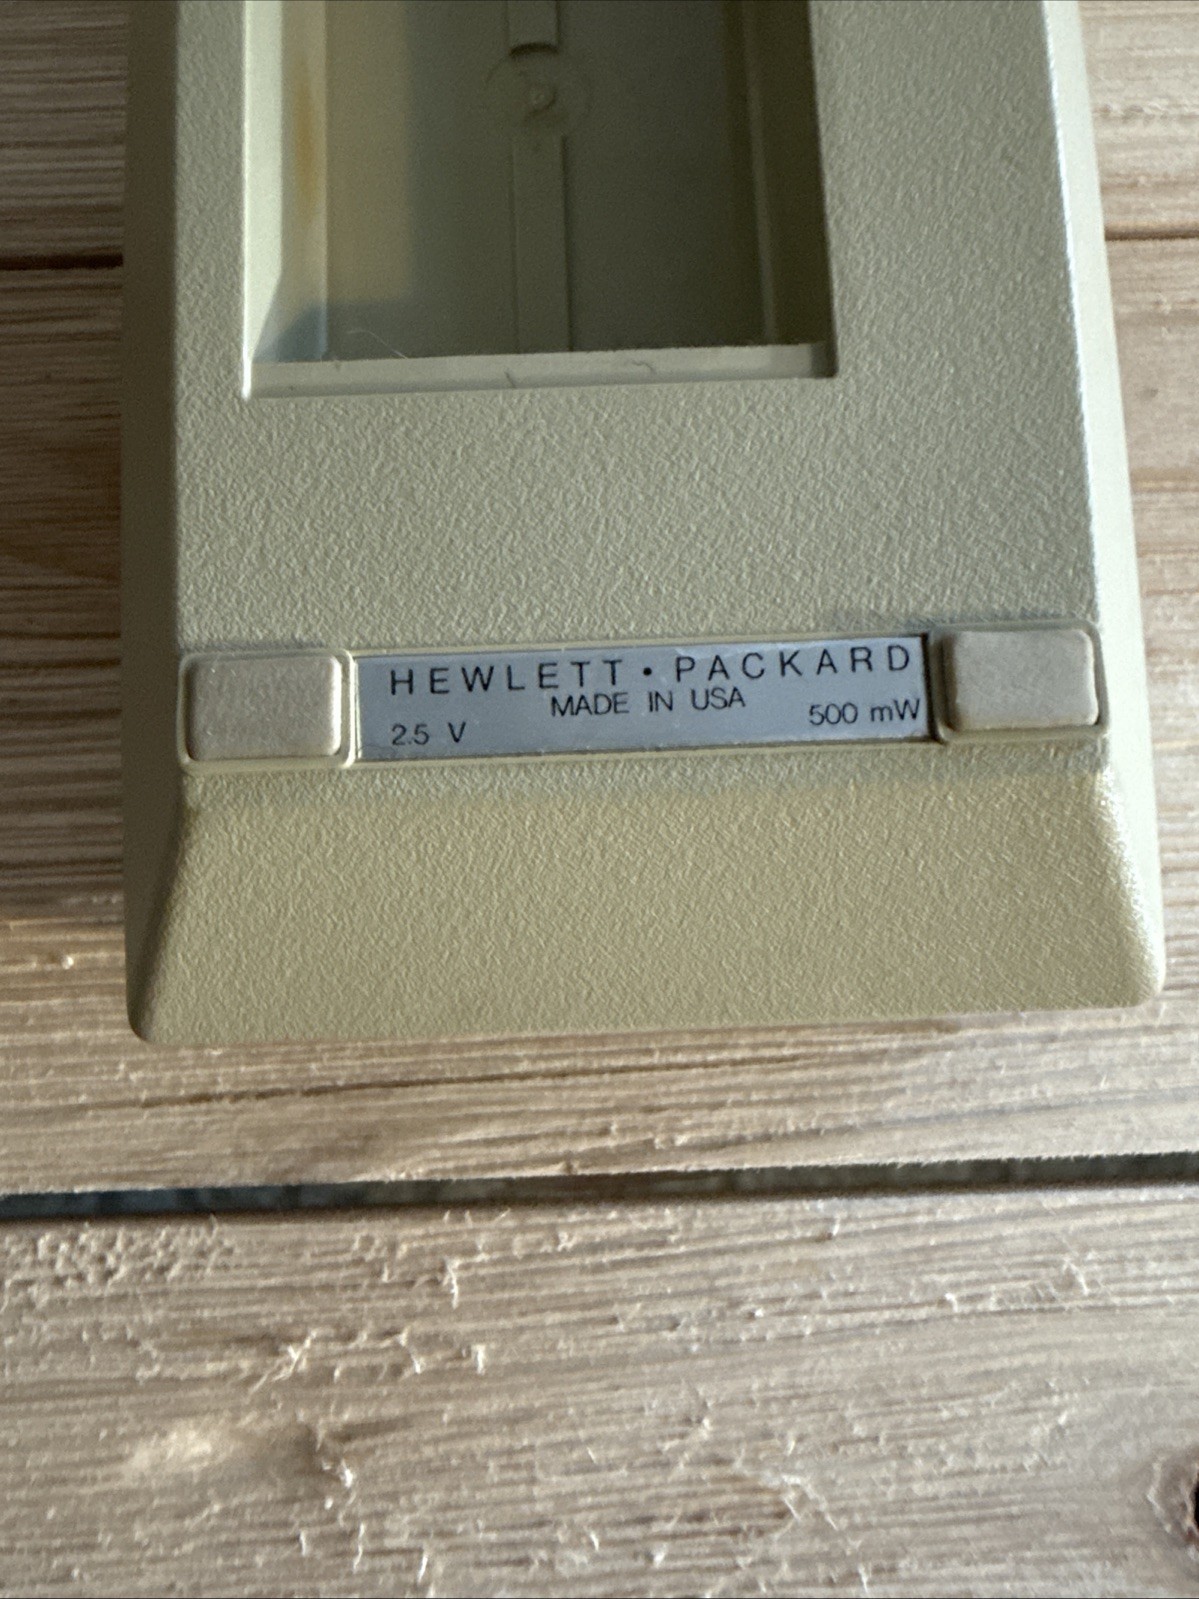 HEWLETT • PACKARD
MADE IN USA
2.5 V 500 mW